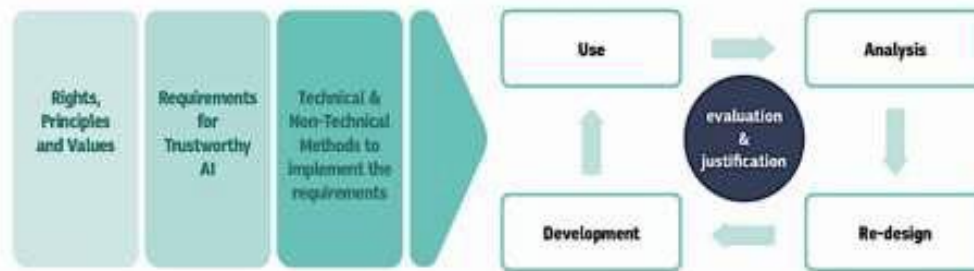 Rights,
Principles
and Values
Requirements
for
Trustworthy
AI
Technical &
Non-Technical
Methods to
implement the
requirements
Use
Analysis
evaluation
&
justification
Development
Re-design